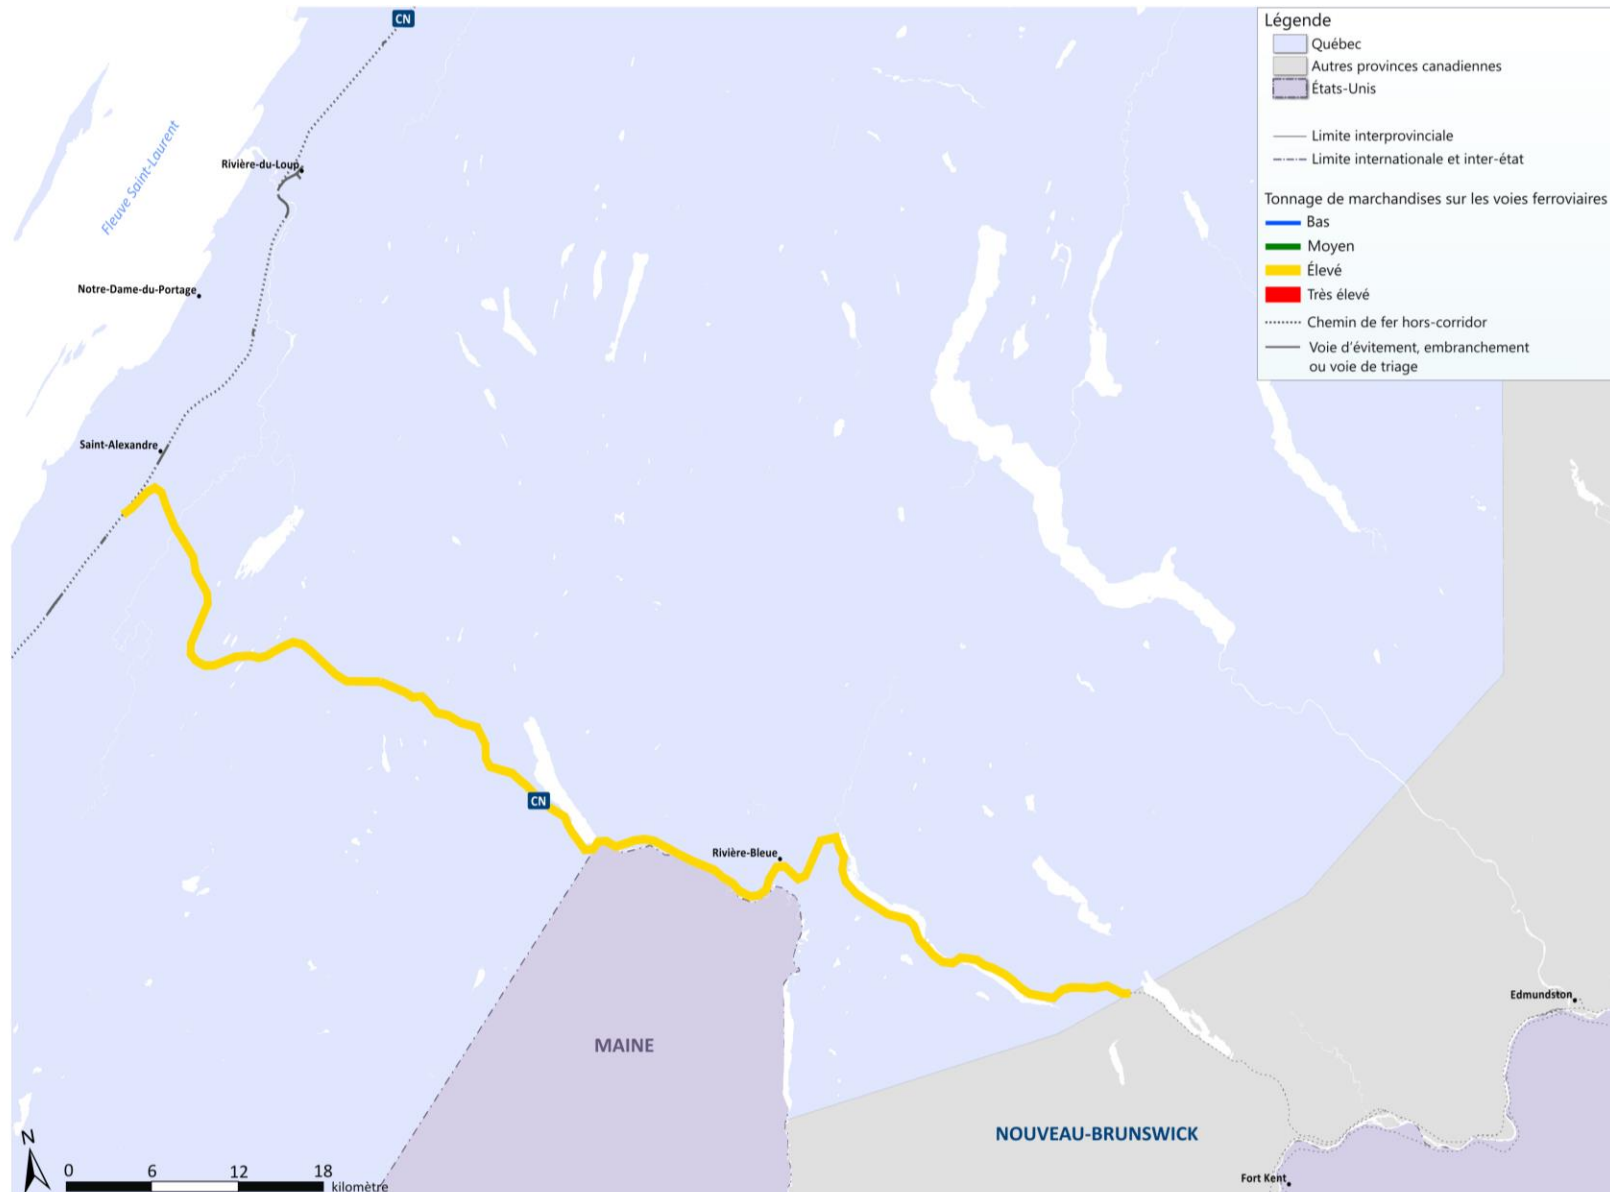 CN
Fleuve Saint-Laurent
Rivière-du-Loup
Notre-Dame-du-Portage
Saint-Alexandre
CN
Rivière-Bleue
MAINE
NOUVEAU-BRUNSWICK
Edmundston
Fort Kent
N
0 6 12 18
kilomètre
Légende
Québec
Autres provinces canadiennes
États-Unis
Limite interprovinciale
Limite internationale et inter-état
Tonnage de marchandises sur les voies ferroviaires
Bas
Moyen
Élevé
Très élevé
Chemin de fer hors-corridor
Voie d'évitement, embranchement
ou voie de triage